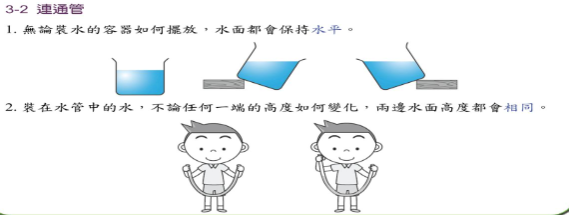 3-2 連通管
1. 無論裝水的容器如何擺放，水面都會保持水平。
2. 裝在水管中的水，不論任何一端的高度如何變化，兩邊水面高度都會相同。